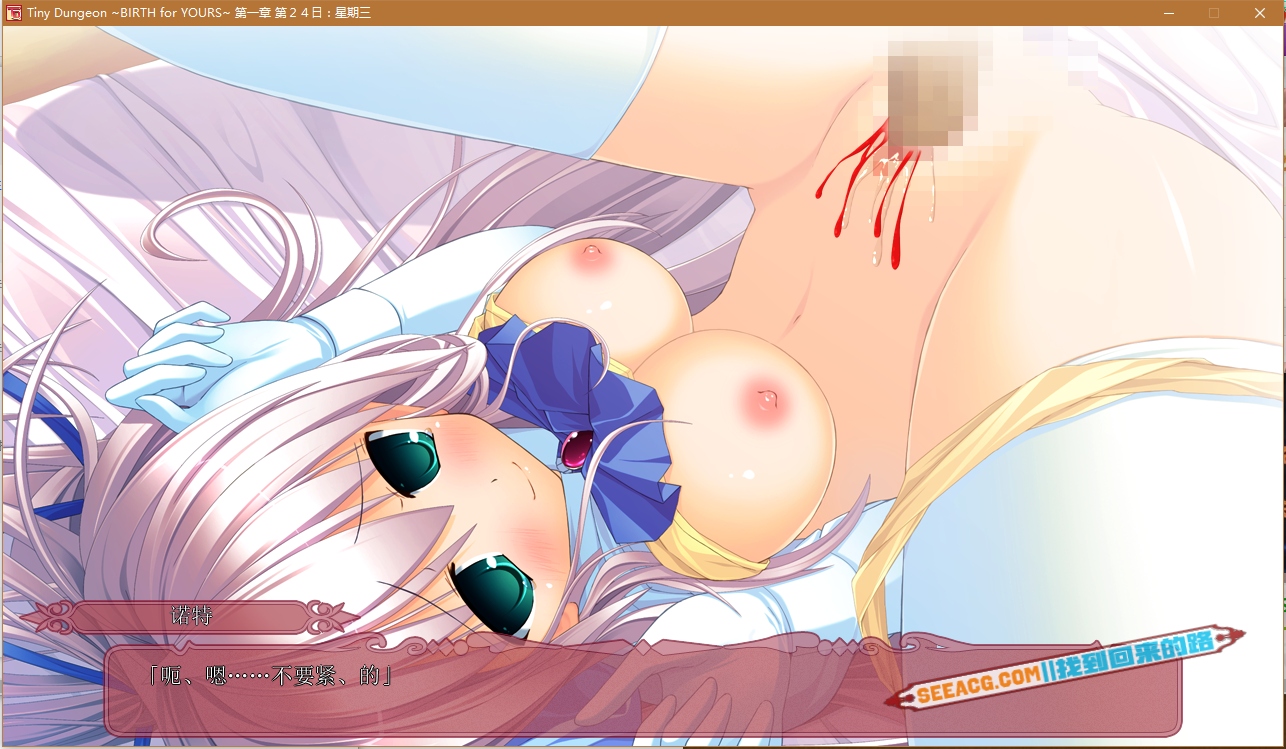 Tiny Dungeon ~BIRTH for YOURS~ 第一章 第２４日：星期三
诺特
「呃、嗯……不要紧、的」
SEEACG.COM||找到回来的路